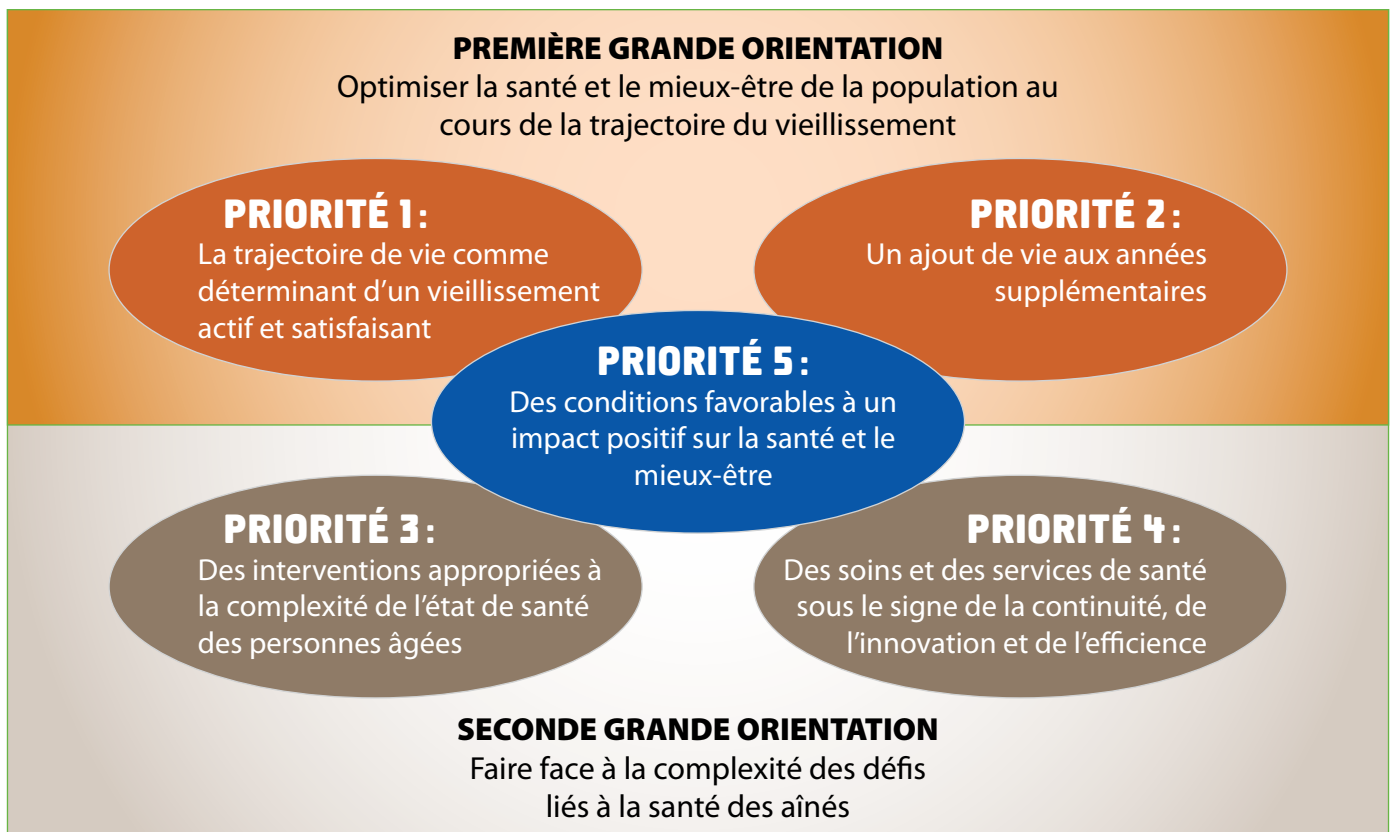 PREMIÈRE GRANDE ORIENTATION
Optimiser la santé et le mieux-être de la population au
cours de la trajectoire du vieillissement
PRIORITÉ 1 :
La trajectoire de vie comme
déterminant d’un vieillissement
actif et satisfaisant
PRIORITÉ 2 :
Un ajout de vie aux années
supplémentaires
PRIORITÉ 5 :
Des conditions favorables à un
impact positif sur la santé et le
mieux-être
PRIORITÉ 3 :
Des interventions appropriées à
la complexité de l’état de santé
des personnes âgées
PRIORITÉ 4 :
Des soins et des services de santé
sous le signe de la continuité, de
l’innovation et de l’efficience
SECONDE GRANDE ORIENTATION
Faire face à la complexité des défis
liés à la santé des aînés